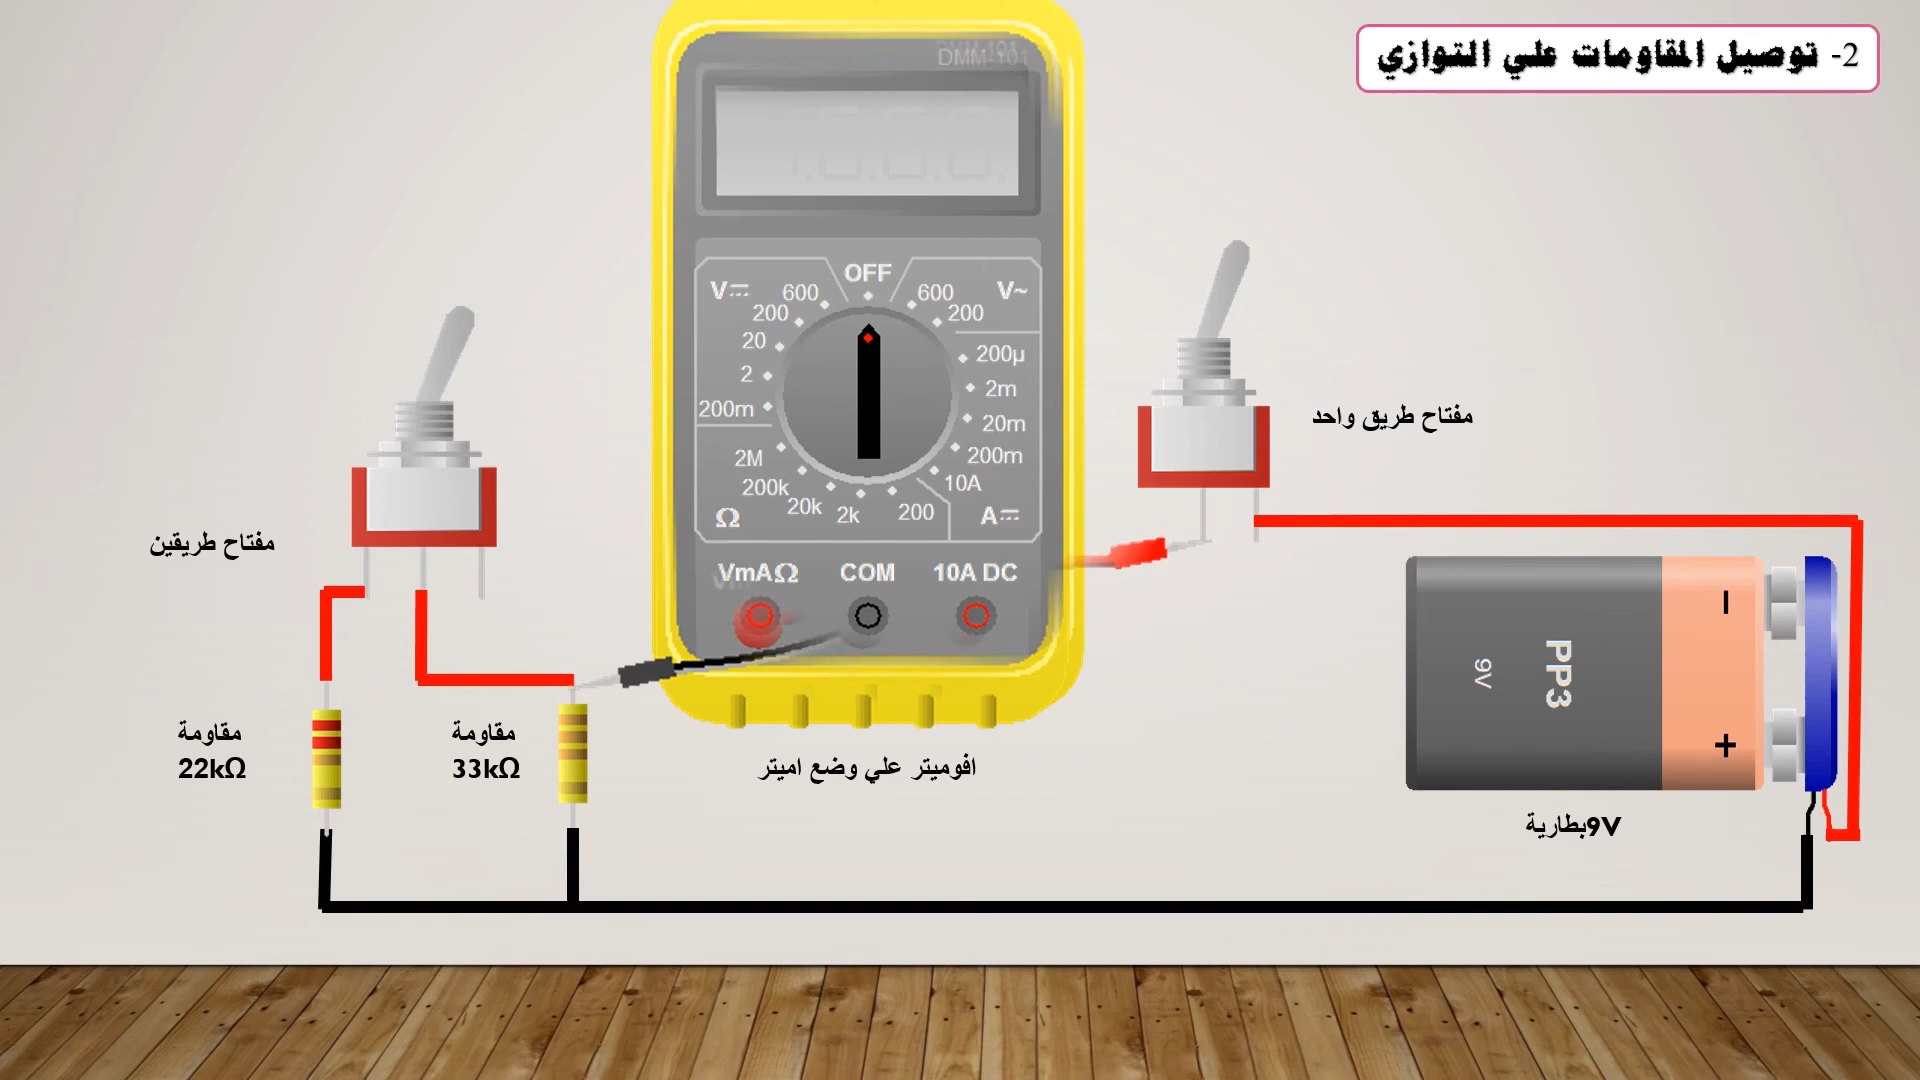 2- توصيل المقاومات علي التوازي
DMM-101
OFF
V⎓
600
200
20
2
200m
V~
600
200
200µ
2m
20m
200m
10A
A⎓
2M
200k
20k
2k
200
Ω
VmAΩ
COM
10A DC
مفتاح طريق واحد
مفتاح طريقين
مقاومة
22kΩ
مقاومة
33kΩ
افوميتر علي وضع اميتر
PP3
9V
-
+
بطارية9V